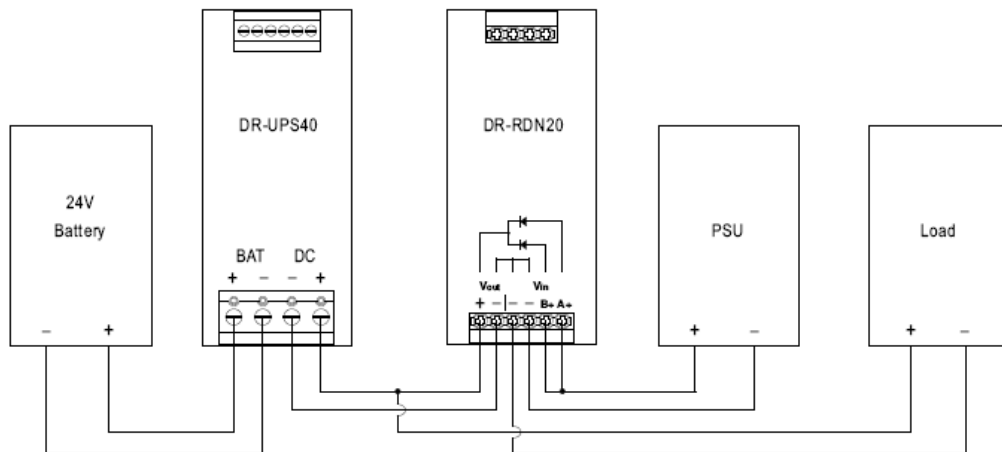 DR-UPS40
DR-RDN20
24V
Battery
PSU
Load
BAT DC
+ − − +
Vout Vin
+ −|− − B+ A+
− +
+ −
+ −